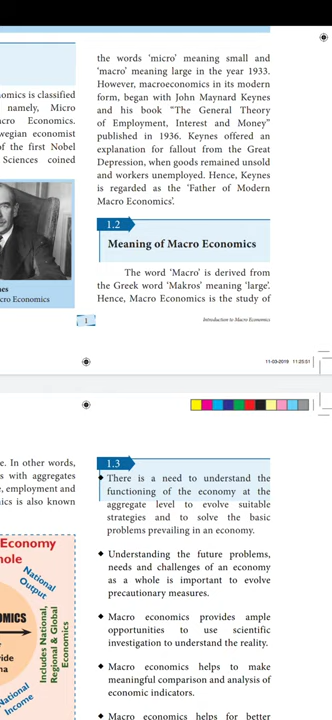 onomics is classified
namely, Micro
cro Economics.
wegian economist
of the first Nobel
Sciences coined
nes
cro Economics
the words ‘micro’ meaning small and
‘macro’ meaning large in the year 1933.
However, macroeconomics in its modern
form, began with John Maynard Keynes
and his book “The General Theory
of Employment, Interest and Money”
published in 1936. Keynes offered an
explanation for fallout from the Great
Depression, when goods remained unsold
and workers unemployed. Hence, Keynes
is regarded as the ‘Father of Modern
Macro Economics’.
1.2
Meaning of Macro Economics
The word ‘Macro’ is derived from
the Greek word ‘Makros’ meaning ‘large’.
Hence, Macro Economics is the study of
1
Introduction to Macro Economics
11-03-2019 11:25:51
e. In other words,
s with aggregates
e, employment and
ics is also known
Economy
hole
National
Output
OMICS
r
ride
na
Includes National,
Regional & Global
Economics
National
Income
1.3
◆ There is a need to understand the
functioning of the economy at the
aggregate level to evolve suitable
strategies and to solve the basic
problems prevailing in an economy.
◆ Understanding the future problems,
needs and challenges of an economy
as a whole is important to evolve
precautionary measures.
◆ Macro economics provides ample
opportunities to use scientific
investigation to understand the reality.
◆ Macro economics helps to make
meaningful comparison and analysis of
economic indicators.
◆ Macro economics helps for better